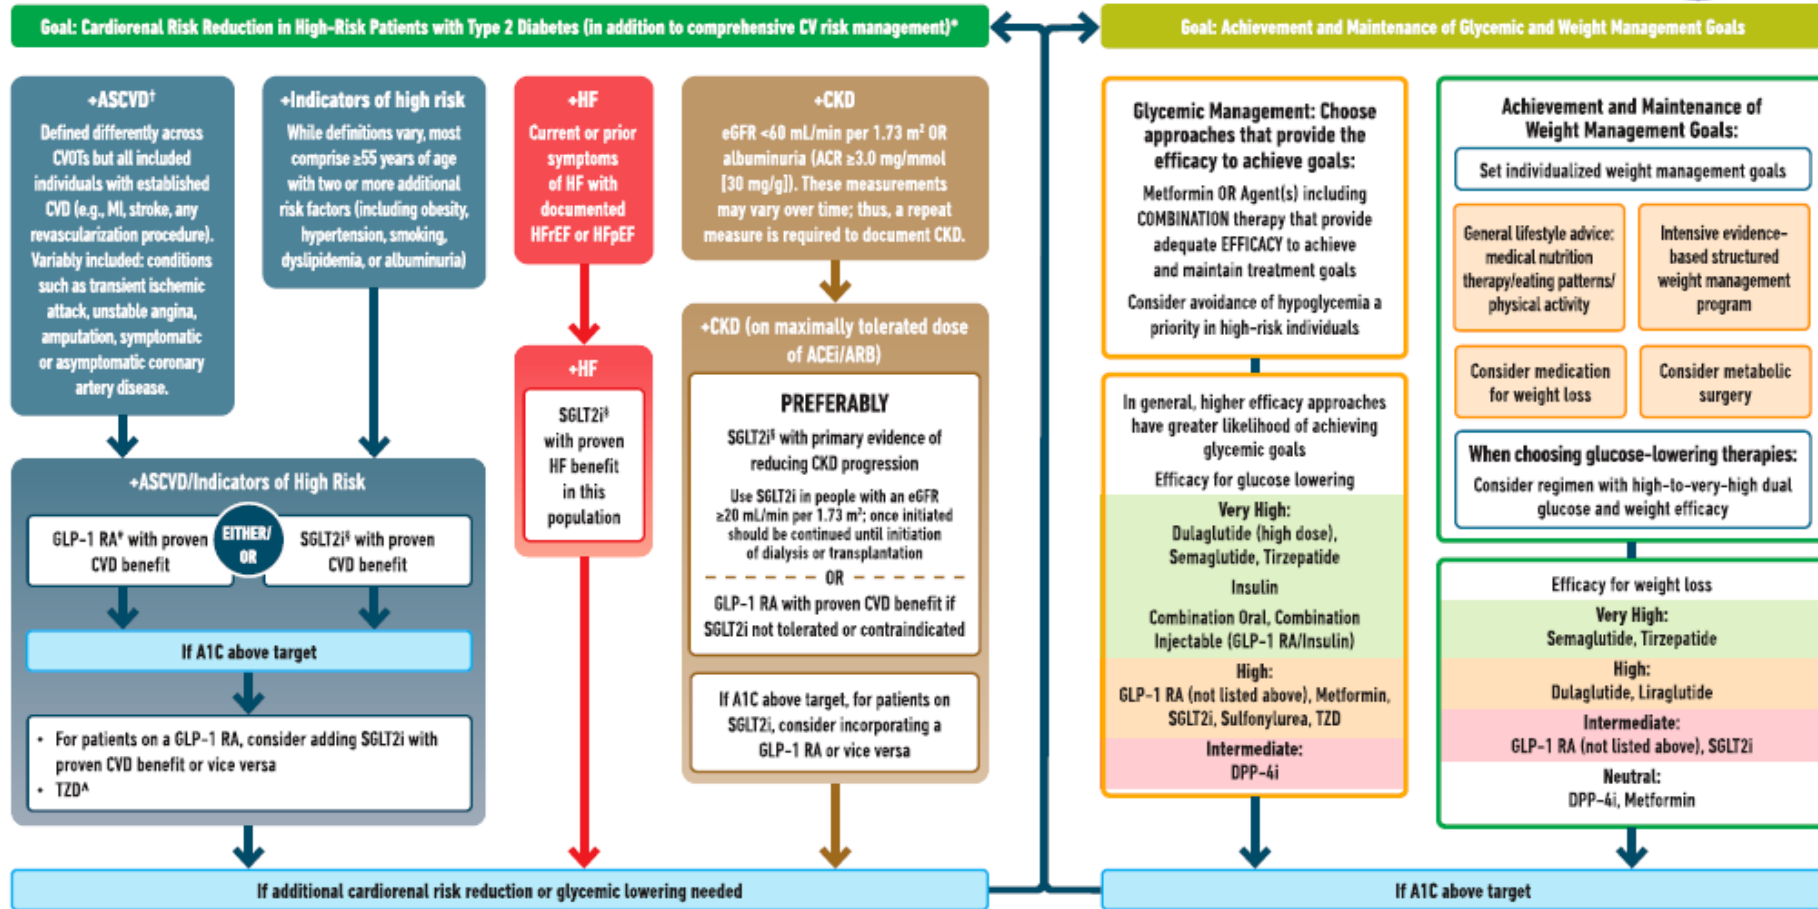 Goal: Cardiorenal Risk Reduction in High-Risk Patients with Type 2 Diabetes (in addition to comprehensive CV risk management)*
+ASCVD†
Defined differently across
CVOTs but all included
individuals with established
CVD (e.g., MI, stroke, any
revascularization procedure).
Variably included: conditions
such as transient ischemic
attack, unstable angina,
amputation, symptomatic
or asymptomatic coronary
artery disease.
+Indicators of high risk
While definitions vary, most
comprise ≥55 years of age
with two or more additional
risk factors (including obesity,
hypertension, smoking,
dyslipidemia, or albuminuria)
+ASCVD/Indicators of High Risk
GLP-1 RA# with proven
CVD benefit
EITHER/
OR
SGLT2i§ with proven
CVD benefit
If A1C above target
• For patients on a GLP-1 RA, consider adding SGLT2i with
proven CVD benefit or vice versa
• TZD^
+HF
Current or prior
symptoms
of HF with
documented
HFrEF or HFpEF
+HF
SGLT2i§
with proven
HF benefit
in this
population
+CKD
eGFR <60 mL/min per 1.73 m² OR
albuminuria (ACR ≥3.0 mg/mmol
[30 mg/g]). These measurements
may vary over time; thus, a repeat
measure is required to document CKD.
+CKD (on maximally tolerated dose
of ACEi/ARB)
PREFERABLY
SGLT2i§ with primary evidence of
reducing CKD progression
Use SGLT2i in people with an eGFR
≥20 mL/min per 1.73 m²; once initiated
should be continued until initiation
of dialysis or transplantation
OR
GLP-1 RA with proven CVD benefit if
SGLT2i not tolerated or contraindicated
If A1C above target, for patients on
SGLT2i, consider incorporating a
GLP-1 RA or vice versa
If additional cardiorenal risk reduction or glycemic lowering needed
Goal: Achievement and Maintenance of Glycemic and Weight Management Goals
Glycemic Management: Choose
approaches that provide the
efficacy to achieve goals:
Metformin OR Agent(s) including
COMBINATION therapy that provide
adequate EFFICACY to achieve
and maintain treatment goals
Consider avoidance of hypoglycemia a
priority in high-risk individuals
In general, higher efficacy approaches
have greater likelihood of achieving
glycemic goals
Efficacy for glucose lowering
Very High:
Dulaglutide (high dose),
Semaglutide, Tirzepatide
Insulin
Combination Oral, Combination
Injectable (GLP-1 RA/Insulin)
High:
GLP-1 RA (not listed above), Metformin,
SGLT2i, Sulfonylurea, TZD
Intermediate:
DPP-4i
Achievement and Maintenance of
Weight Management Goals:
Set individualized weight management goals
General lifestyle advice:
medical nutrition
therapy/eating patterns/
physical activity
Intensive evidence-
based structured
weight management
program
Consider medication
for weight loss
Consider metabolic
surgery
When choosing glucose-lowering therapies:
Consider regimen with high-to-very-high dual
glucose and weight efficacy
Efficacy for weight loss
Very High:
Semaglutide, Tirzepatide
High:
Dulaglutide, Liraglutide
Intermediate:
GLP-1 RA (not listed above), SGLT2i
Neutral:
DPP-4i, Metformin
If A1C above target